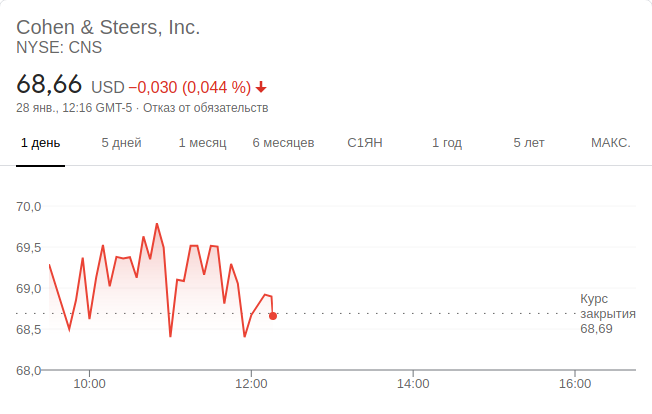 Cohen & Steers, Inc.
NYSE: CNS
68,66 USD −0,030 (0,044 %)
28 янв., 12:16 GMT-5 · Отказ от обязательств
1 день 5 дней 1 месяц 6 месяцев С1ЯН 1 год 5 лет МАКС.
70,0
69,5
69,0
68,5
68,0
Курс
закрытия
68,69
10:00 12:00 14:00 16:00